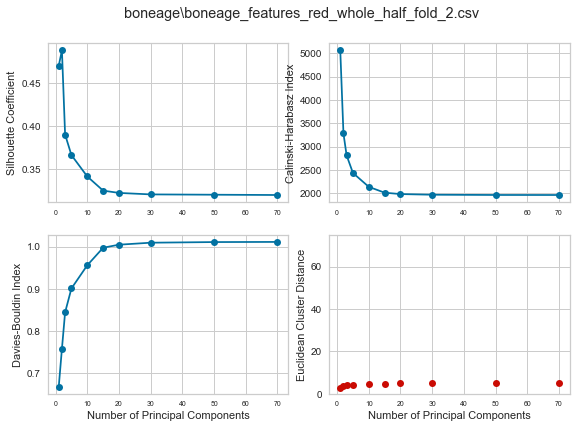 boneage\boneage_features_red_whole_half_fold_2.csv
Silhouette Coefficient
0.45
0.40
0.35
0 10 20 30 40 50 60 70
Calinski-Harabasz Index
5000
4500
4000
3500
3000
2500
2000
0 10 20 30 40 50 60 70
Davies-Bouldin Index
1.0
0.9
0.8
0.7
0 10 20 30 40 50 60 70
Number of Principal Components
Euclidean Cluster Distance
60
40
20
0
0 10 20 30 40 50 60 70
Number of Principal Components